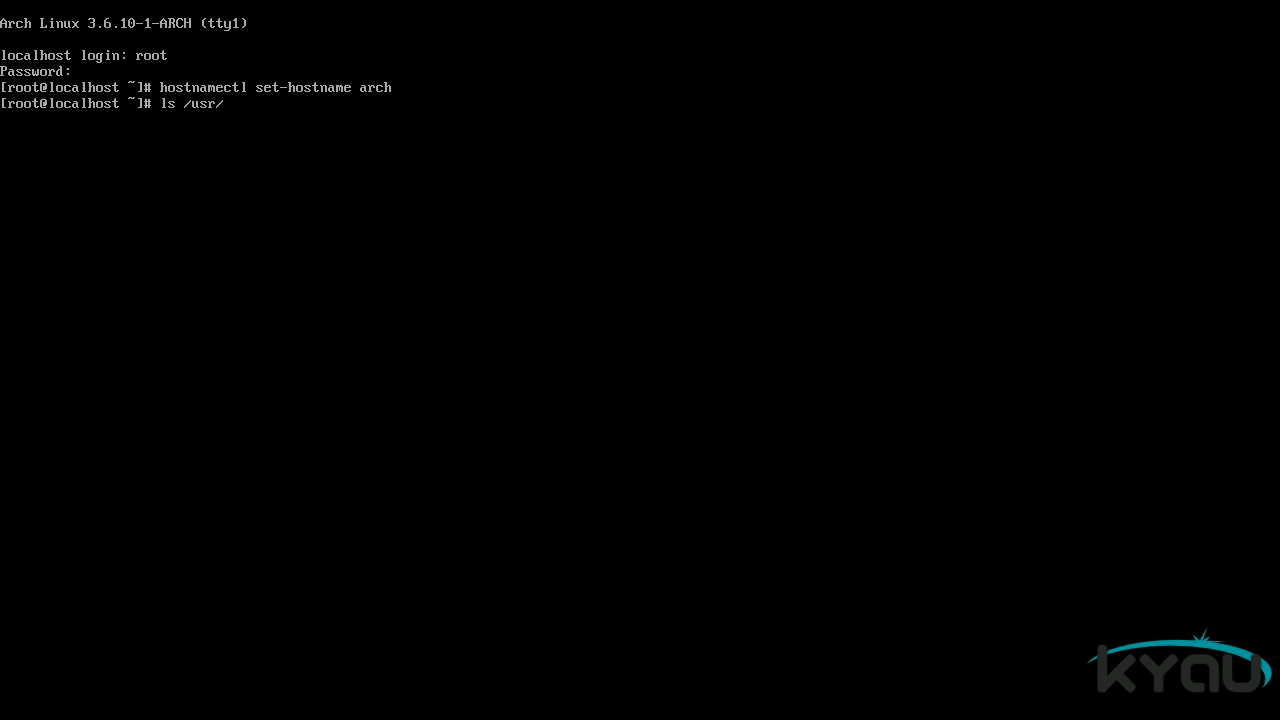 Arch Linux 3.6.10-1-ARCH (tty1)
localhost login: root
Password:
[root@localhost ~]# hostnamectl set-hostname arch
[root@localhost ~]# ls /usr/
kyau